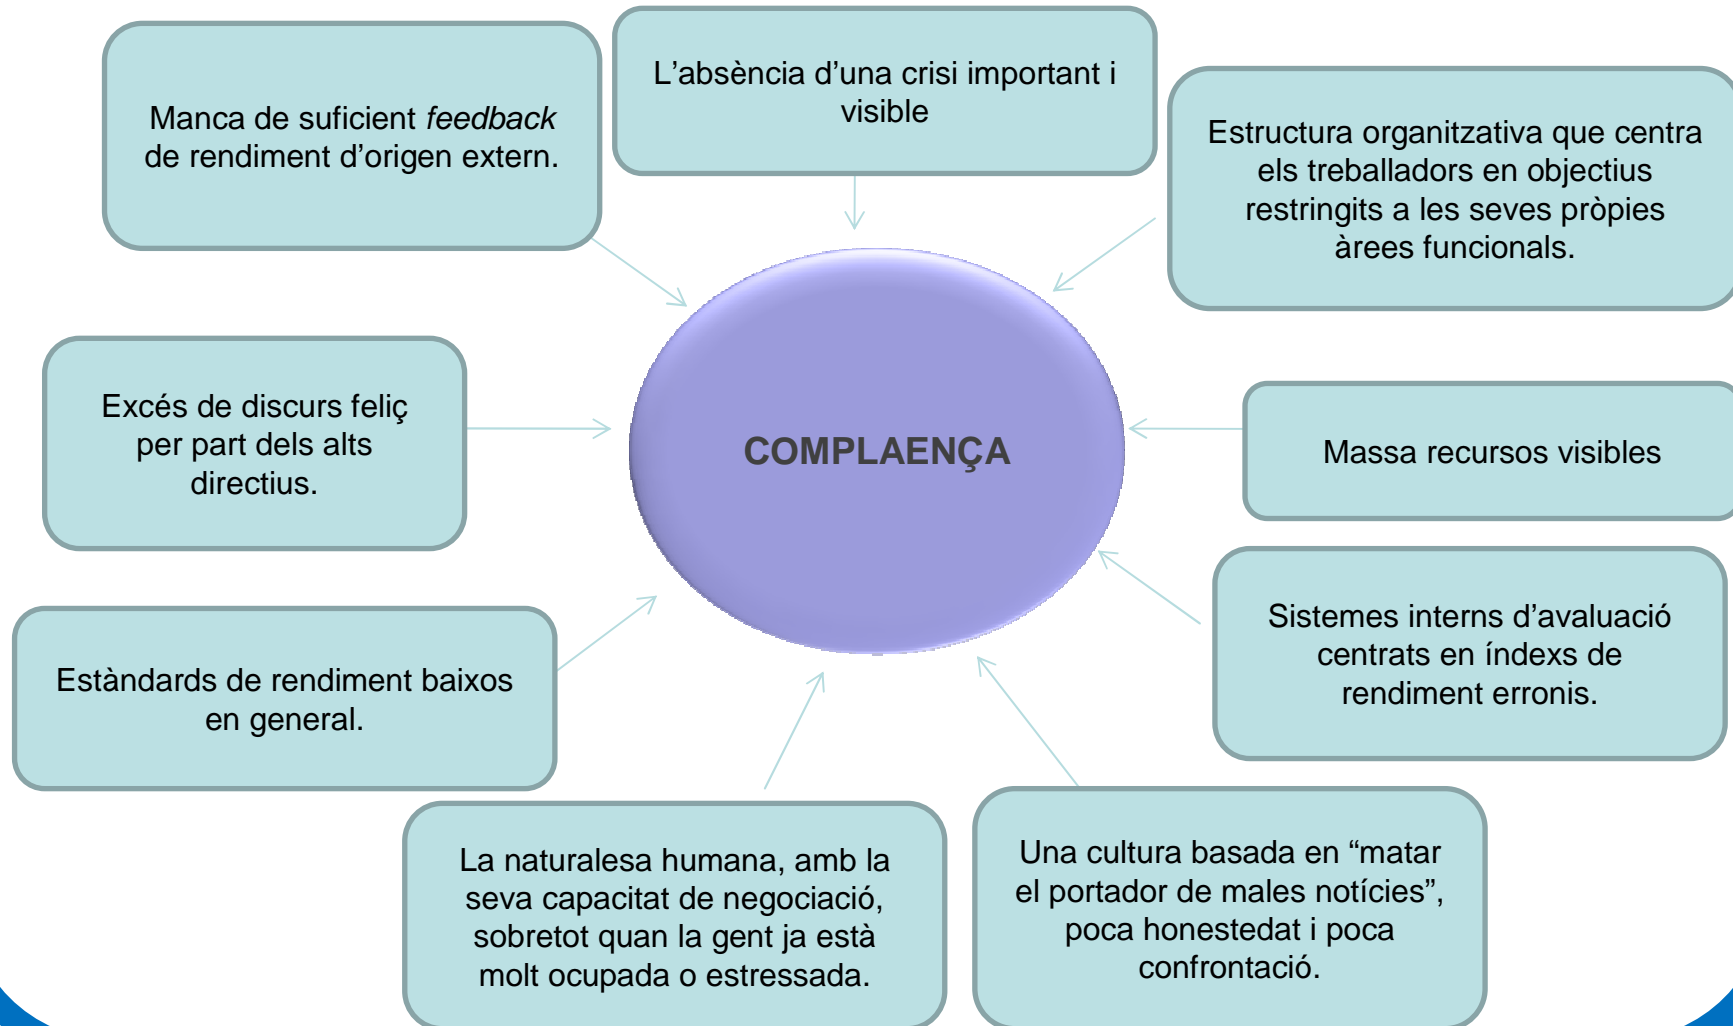 L’absència d’una crisi important i
visible
Manca de suficient feedback
de rendiment d’origen extern.
Estructura organitzativa que centra
els treballadors en objectius
restringits a les seves pròpies
àrees funcionals.
Excés de discurs feliç
per part dels alts
directius.
COMPLAENÇA
Massa recursos visibles
Sistemes interns d’avaluació
centrats en índexs de
rendiment erronis.
Estàndards de rendiment baixos
en general.
La naturalesa humana, amb la
seva capacitat de negociació,
sobretot quan la gent ja està
molt ocupada o estressada.
Una cultura basada en “matar
el portador de males notícies”,
poca honestedat i poca
confrontació.